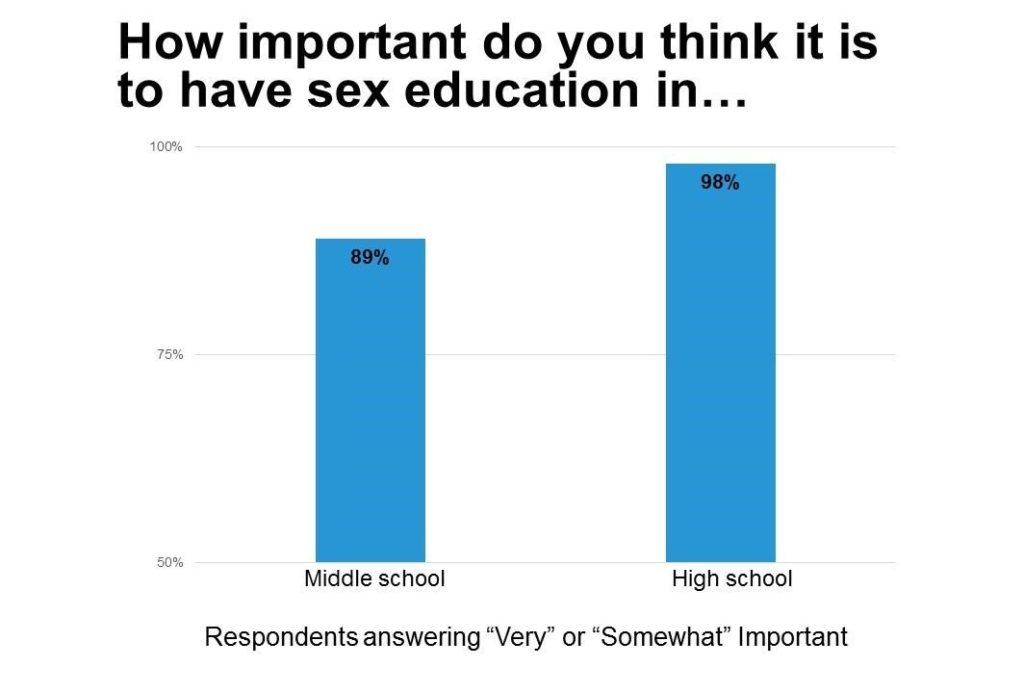 How important do you think it is
to have sex education in…
100%
98%
89%
75%
50%
Middle school
High school
Respondents answering “Very” or “Somewhat” Important